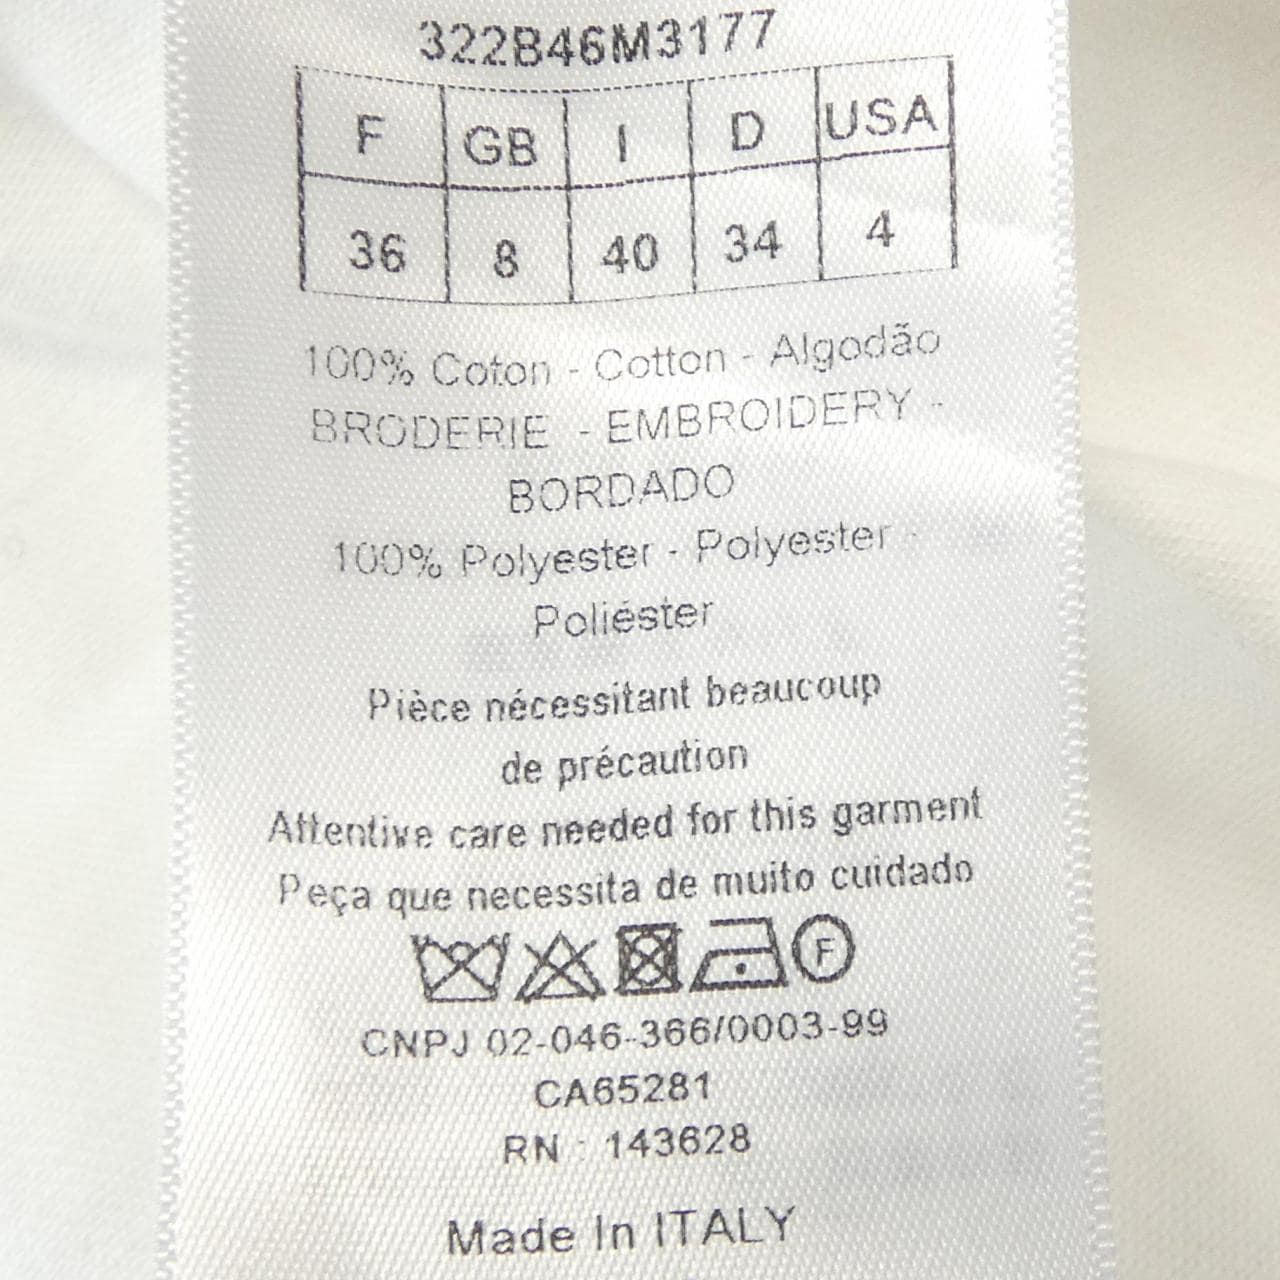 322B46M3177
F GB I D USA
36 8 40 34 4
100% Coton - Cotton - Algodão
BRODERIE - EMBROIDERY -
BORDADO
100% Polyester - Polyester -
Poliéster
Pièce nécessitant beaucoup
de précaution
Attentive care needed for this garment
Peça que necessita de muito cuidado
F
CNPJ 02-046-366/0003-99
CA65281
RN : 143628
Made In ITALY